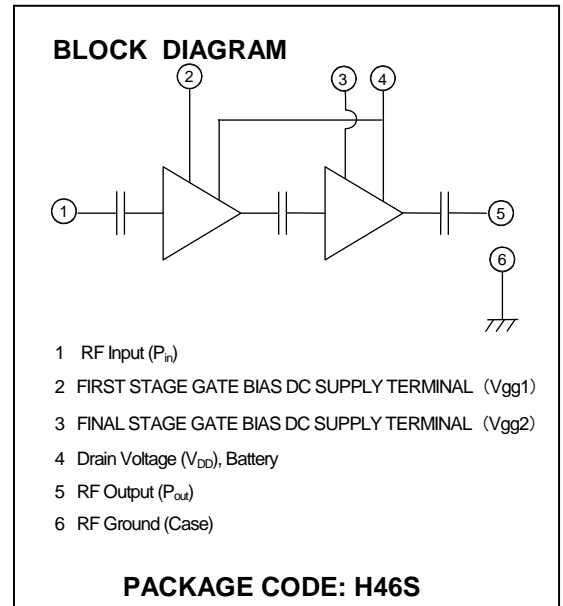 BLOCK DIAGRAM
2
3
4
1
5
6
1 RF Input (Pin)
2 FIRST STAGE GATE BIAS DC SUPPLY TERMINAL （Vgg1）
3 FINAL STAGE GATE BIAS DC SUPPLY TERMINAL （Vgg2）
4 Drain Voltage (VDD), Battery
5 RF Output (Pout)
6 RF Ground (Case)
PACKAGE CODE: H46S